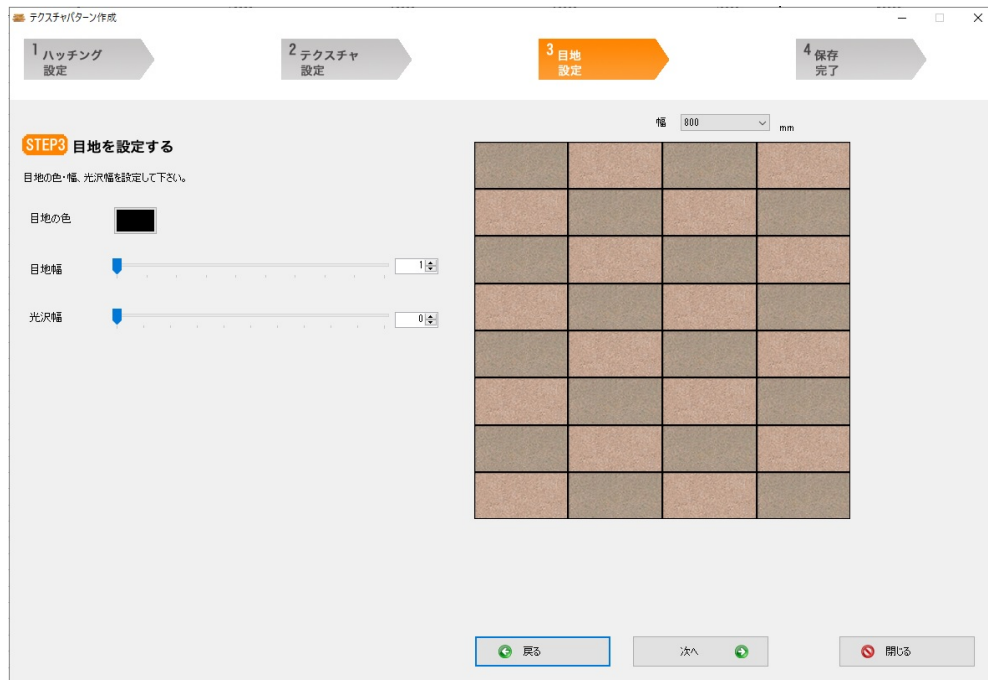 テクスチャパターン作成
1 ハッチング
設定
2 テクスチャ
設定
3 目地
設定
4 保存
完了
幅 800 mm
STEP3 目地を設定する
目地の色・幅、光沢幅を設定して下さい。
目地の色
目地幅 1
光沢幅 0
戻る 次へ 閉じる